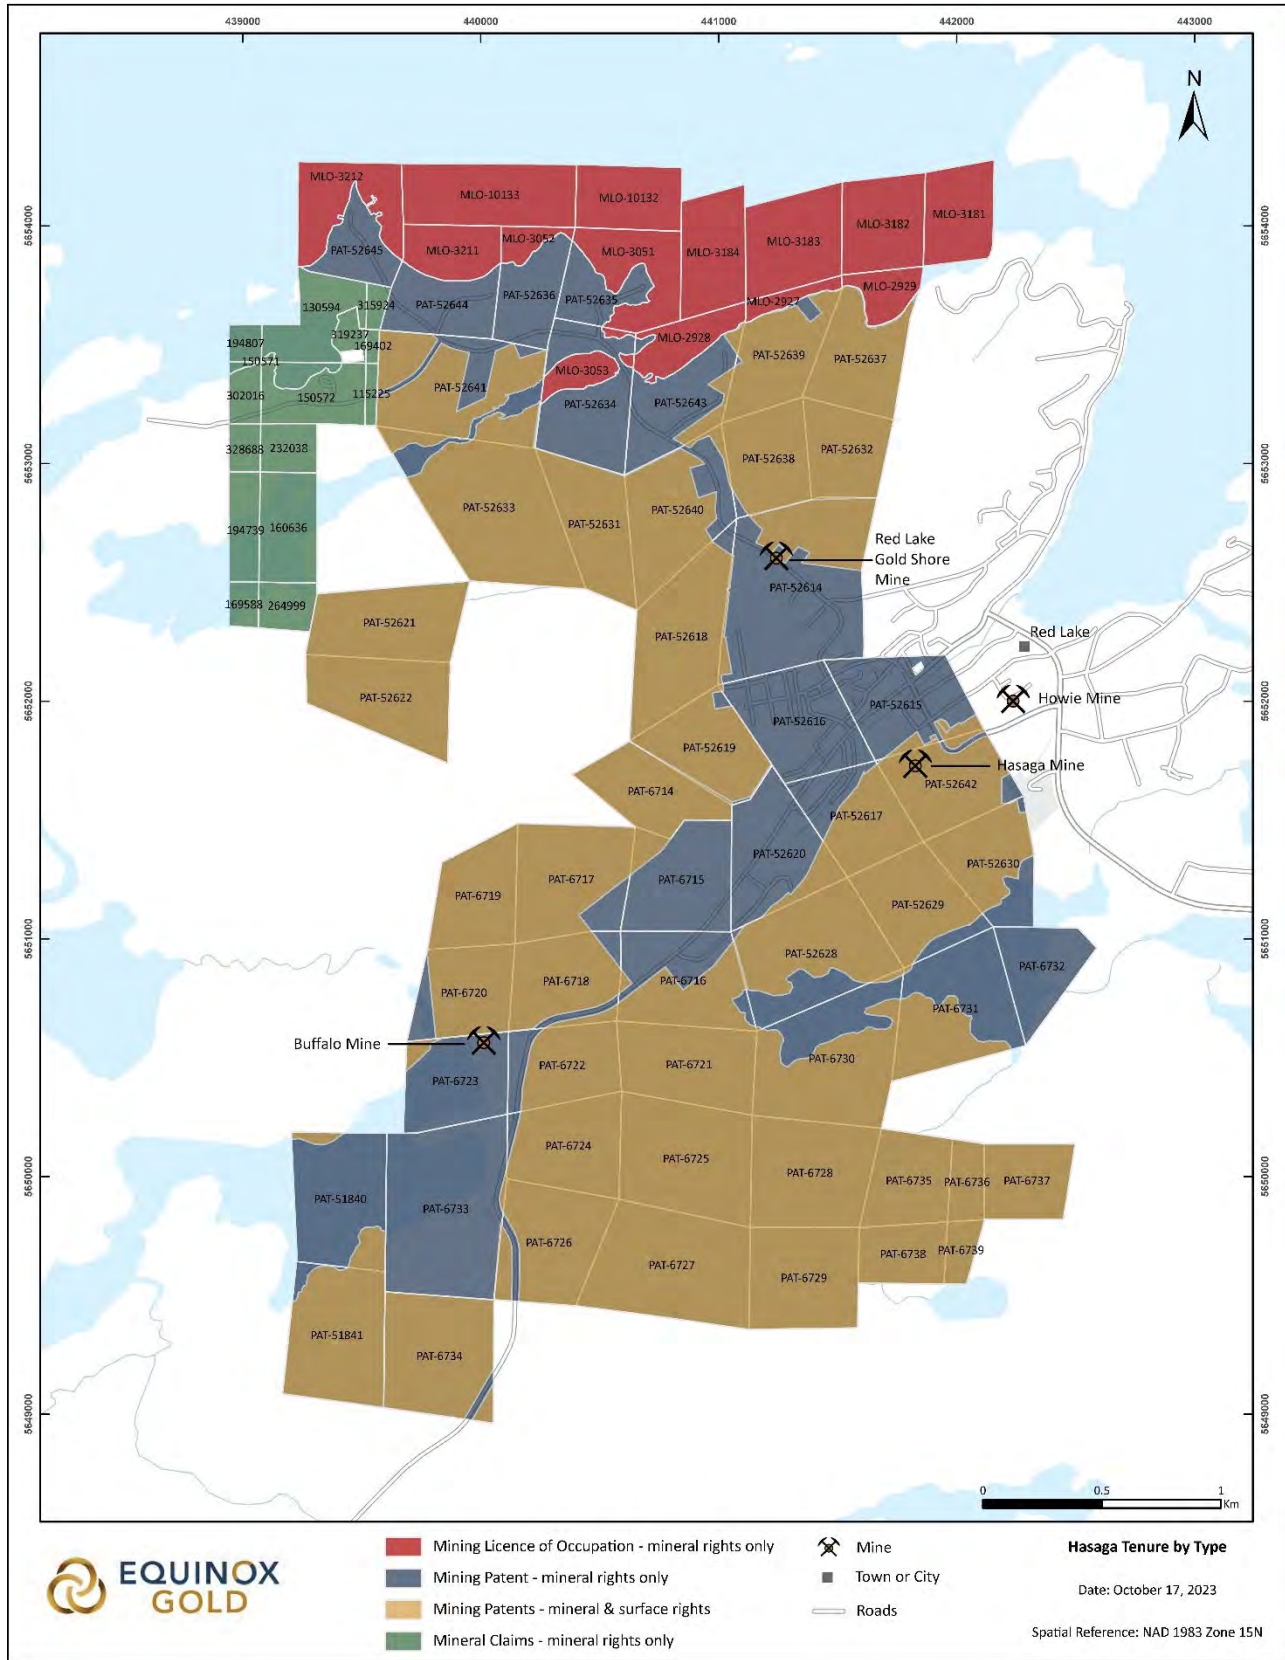 439000 440000 441000 442000 443000
N
MLO-3212
MLO-10133
MLO-10132
MLO-3181
MLO-3182
MLO-3183
MLO-3184
5654000
5654000
PAT-52645
MLO-3211
MLO-3052
MLO-3051
MLO-2929
MLO-2927
130594
315924
PAT-52644
PAT-52636
PAT-52635
319237
169402
194807
150571
MLO-2928
PAT-52639
PAT-52637
MLO-3053
302016
150572
115225
PAT-52641
PAT-52634
PAT-52643
328688
232038
PAT-52638
PAT-52632
5653000
5653000
194739
160636
PAT-52633
PAT-52631
PAT-52640
Red Lake
Gold Shore
Mine
PAT-52614
169588
264999
PAT-52621
PAT-52618
Red Lake
PAT-52622
PAT-52616
PAT-52615
Howie Mine
5652000
5652000
PAT-52619
Hasaga Mine
PAT-52642
PAT-6714
PAT-52617
PAT-52620
PAT-52630
PAT-6719
PAT-6717
PAT-6715
PAT-52629
5651000
5651000
PAT-52628
PAT-6732
PAT-6720
PAT-6718
PAT-6716
PAT-6731
Buffalo Mine
PAT-6723
PAT-6722
PAT-6721
PAT-6730
PAT-6724
PAT-6725
PAT-6728
PAT-6735
PAT-6736
PAT-6737
5650000
5650000
PAT-51840
PAT-6733
PAT-6726
PAT-6727
PAT-6729
PAT-6738
PAT-6739
PAT-51841
PAT-6734
5649000
5649000
0 0.5 1
Km
EQUINOX
GOLD
Mining Licence of Occupation - mineral rights only
Mining Patent - mineral rights only
Mining Patents - mineral & surface rights
Mineral Claims - mineral rights only
Mine
Town or City
Roads
Hasaga Tenure by Type
Date: October 17, 2023
Spatial Reference: NAD 1983 Zone 15N